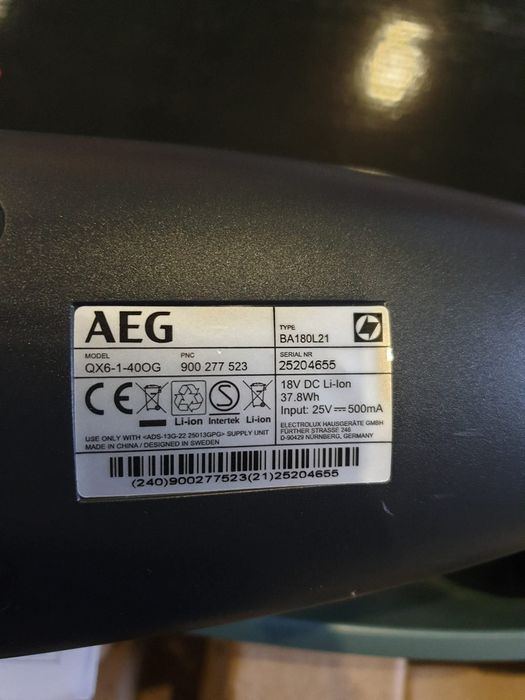 AEG
TYPE
BA180L21
MODEL
QX6-1-40OG
PNC
900 277 523
SERIAL NR
25204655
18V DC Li-Ion
37.8Wh
Input: 25V⎓500mA
CE
Li-ion
S
Intertek
Li-ion
ELECTROLUX HAUSGERÄTE GMBH
FÜRTHER STRASSE 246
D-90429 NÜRNBERG, GERMANY
USE ONLY WITH <ADS-13G-22 25013GPG> SUPPLY UNIT
MADE IN CHINA / DESIGNED IN SWEDEN
(240)900277523(21)25204655